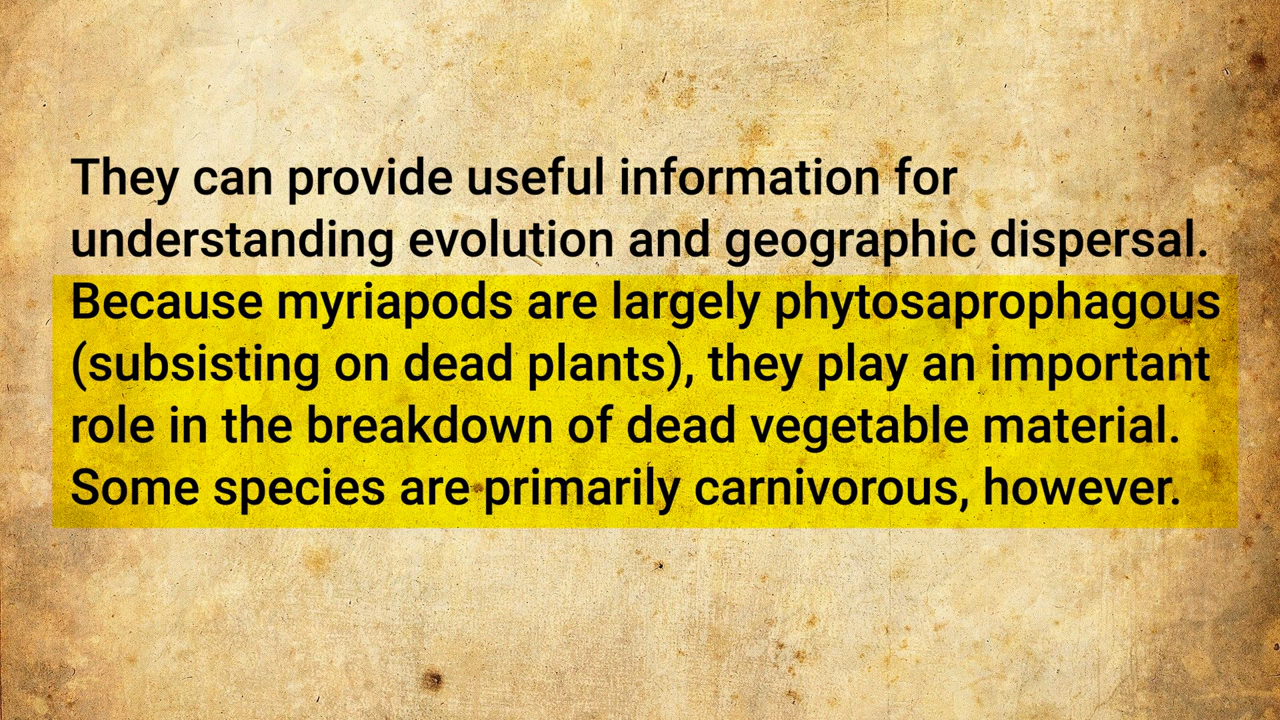 They can provide useful information for
understanding evolution and geographic dispersal.
Because myriapods are largely phytosaprophagous
(subsisting on dead plants), they play an important
role in the breakdown of dead vegetable material.
Some species are primarily carnivorous, however.